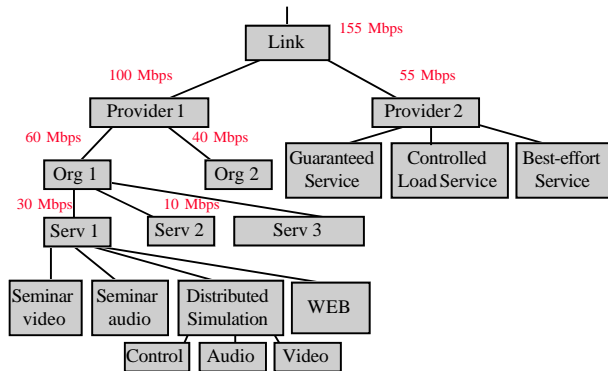 155 Mbps
Link
100 Mbps
55 Mbps
Provider 1
Provider 2
60 Mbps
40 Mbps
Guaranteed
Service
Controlled
Load Service
Best-effort
Service
Org 1
Org 2
30 Mbps
10 Mbps
Serv 1
Serv 2
Serv 3
Seminar
video
Seminar
audio
Distributed
Simulation
WEB
Control
Audio
Video